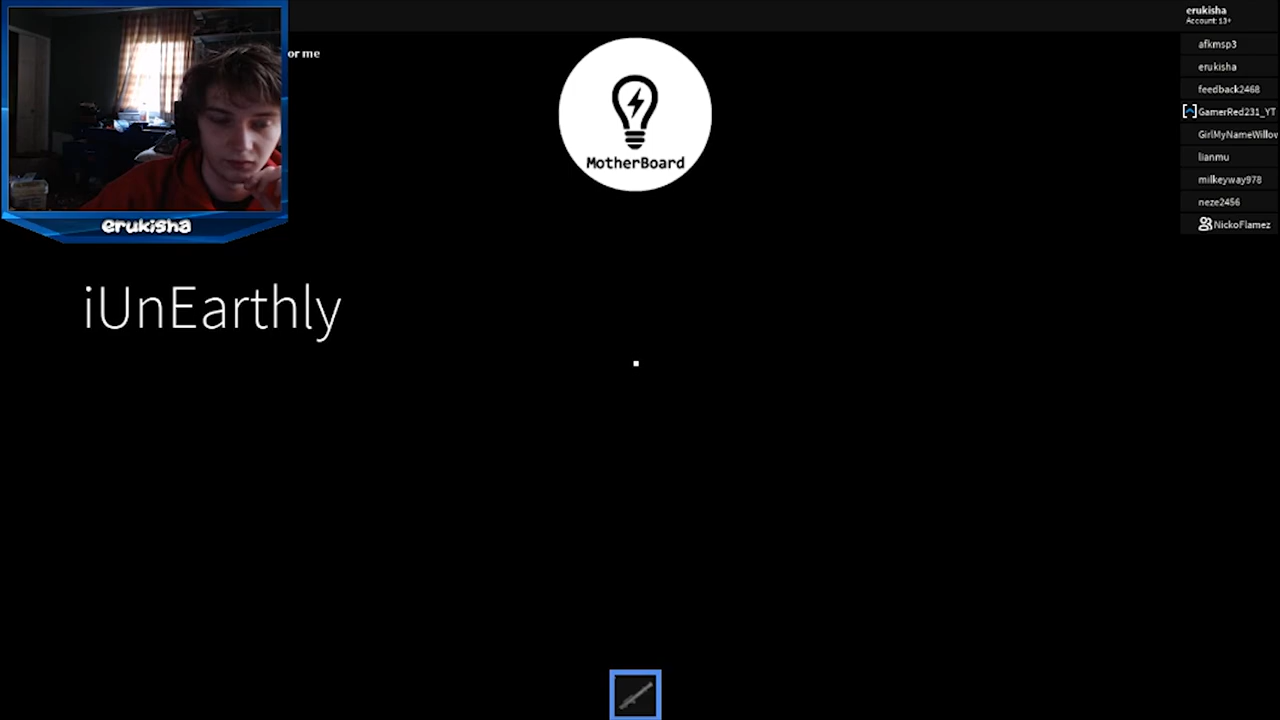 erukisha
Account: 13+
or me
afkmsp3
erukisha
feedback2468
GamerRed231_YT
GirlMyNameWillov
lianmu
milkeyway978
neze2456
NickoFlamez
MotherBoard
erukisha
iUnEarthly